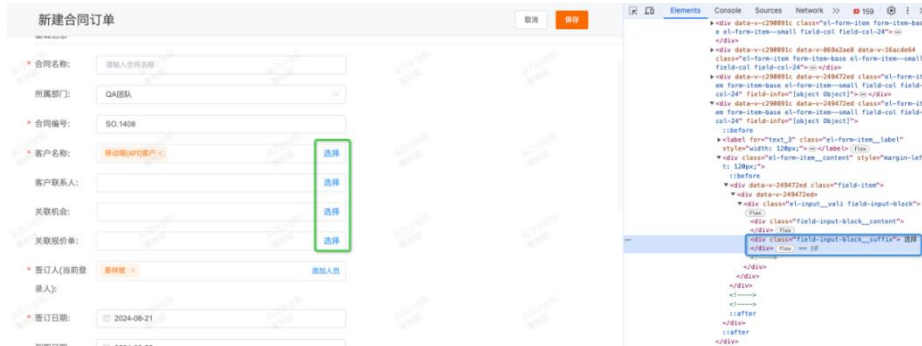 新建合同订单
取消 保存
* 合同名称: 请输入合同名称
所属部门: QA团队
* 合同编号: SO.1408
* 客户名称: 移动端(API)客户 × 选择
客户联系人: 选择
关联机会: 选择
关联报价单: 选择
* 签订人(当前登
录人): × 添加人员
* 签订日期: 2024-06-21
Elements Console Sources Network >> 159
▶<div data-v-c298091c class="el-form-item form-item-bas
e el-form-item--small field-col field-col-24">
</div>
▶<div data-v-c298091c data-v-069a2ae8 data-v-16acde64
class="el-form-item form-item-base el-form-item--small
field-col field-col-24"> </div>
▶<div data-v-c298091c data-v-249472ed class="el-form-it
em form-item-base el-form-item--small field-col field-
col-24" field-info="[object Object]"> </div>
▼<div data-v-c298091c data-v-249472ed class="el-form-it
em form-item-base el-form-item--small field-col field-
col-24" field-info="[object Object]">
::before
▶<label for="text_3" class="el-form-item__label"
style="width: 120px;"> </label> flex
▼<div class="el-form-item__content" style="margin-lef
t: 120px;">
::before
▼<div data-v-249472ed class="field-item">
▼<div data-v-249472ed>
▼<div class="el-input__vali field-input-block">
flex
<div class="field-input-block__content">
</div> flex
<div class="field-input-block__suffix"> 选择
</div> flex == $0
<!---->
</div>
</div>
</div>
<!---->
<!---->
::after
</div>
::after
</div>